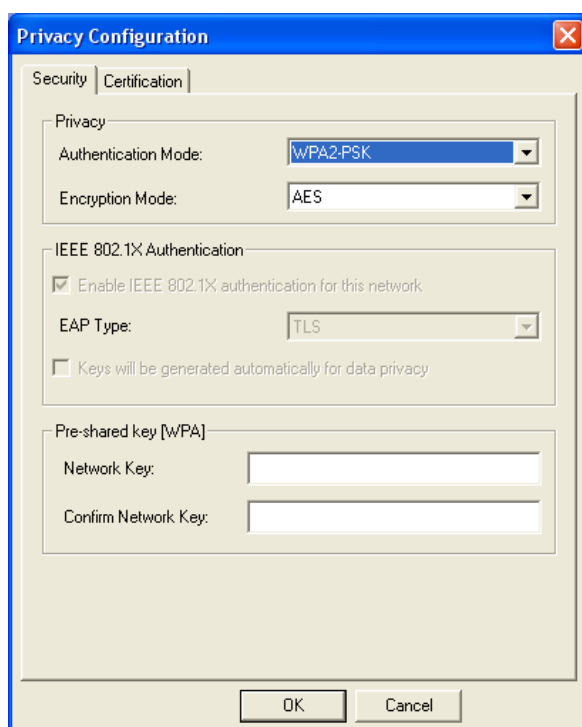 Privacy Configuration
Security Certification
Privacy
Authentication Mode: WPA2-PSK
Encryption Mode: AES
IEEE 802.1X Authentication
Enable IEEE 802.1X authentication for this network
EAP Type: TLS
Keys will be generated automatically for data privacy
Pre-shared key [WPA]
Network Key:
Confirm Network Key:
OK Cancel